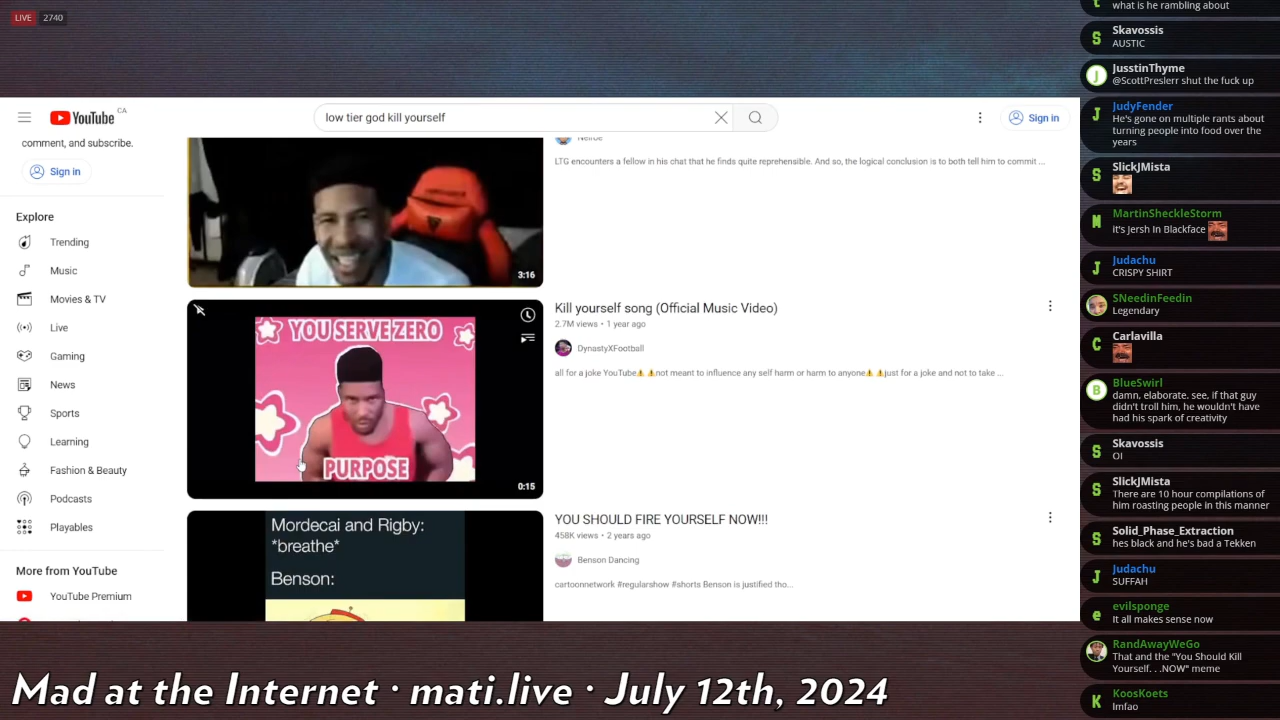 LIVE 2740
YouTube CA
low tier god kill yourself
Sign in
comment, and subscribe.
Sign in
Explore
Trending
Music
Movies & TV
Live
Gaming
News
Sports
Learning
Fashion & Beauty
Podcasts
Playables
More from YouTube
YouTube Premium
LTG encounters a fellow in his chat that he finds quite reprehensible. And so, the logical conclusion is to both tell him to commit ...
3:16
YOU SERVE ZERO
PURPOSE
0:15
Kill yourself song (Official Music Video)
2.7M views • 1 year ago
DynastyXFootball
all for a joke YouTube⚠️ ⚠️not meant to influence any self harm or harm to anyone⚠️ ⚠️just for a joke and not to take ...
Mordecai and Rigby:
*breathe*
Benson:
YOU SHOULD FIRE YOURSELF NOW!!!
458K views • 2 years ago
Benson Dancing
cartoonnetwork #regularshow #shorts Benson is justified tho...
what is he rambling about
S
Skavossis
AUSTIC
J
JusstinThyme
@ScottPreslerr shut the fuck up
J
JudyFender
He's gone on multiple rants about
turning people into food over the
years
S
SlickJMista
M
MartinSheckleStorm
it's Jersh In Blackface
J
Judachu
CRISPY SHIRT
SNeedinFeedin
Legendary
C
Carlavilla
B
BlueSwirl
damn, elaborate. see, if that guy
didn't troll him, he wouldn't have
had his spark of creativity
S
Skavossis
OI
S
SlickJMista
There are 10 hour compilations of
him roasting people in this manner
S
Solid_Phase_Extraction
hes black and he's bad a Tekken
J
Judachu
SUFFAH
e
evilsponge
It all makes sense now
RandAwayWeGo
That and the "You Should Kill
Yourself. . .NOW" meme
K
KoosKoets
lmfao
Mad at the Internet · mati.live · July 12th, 2024